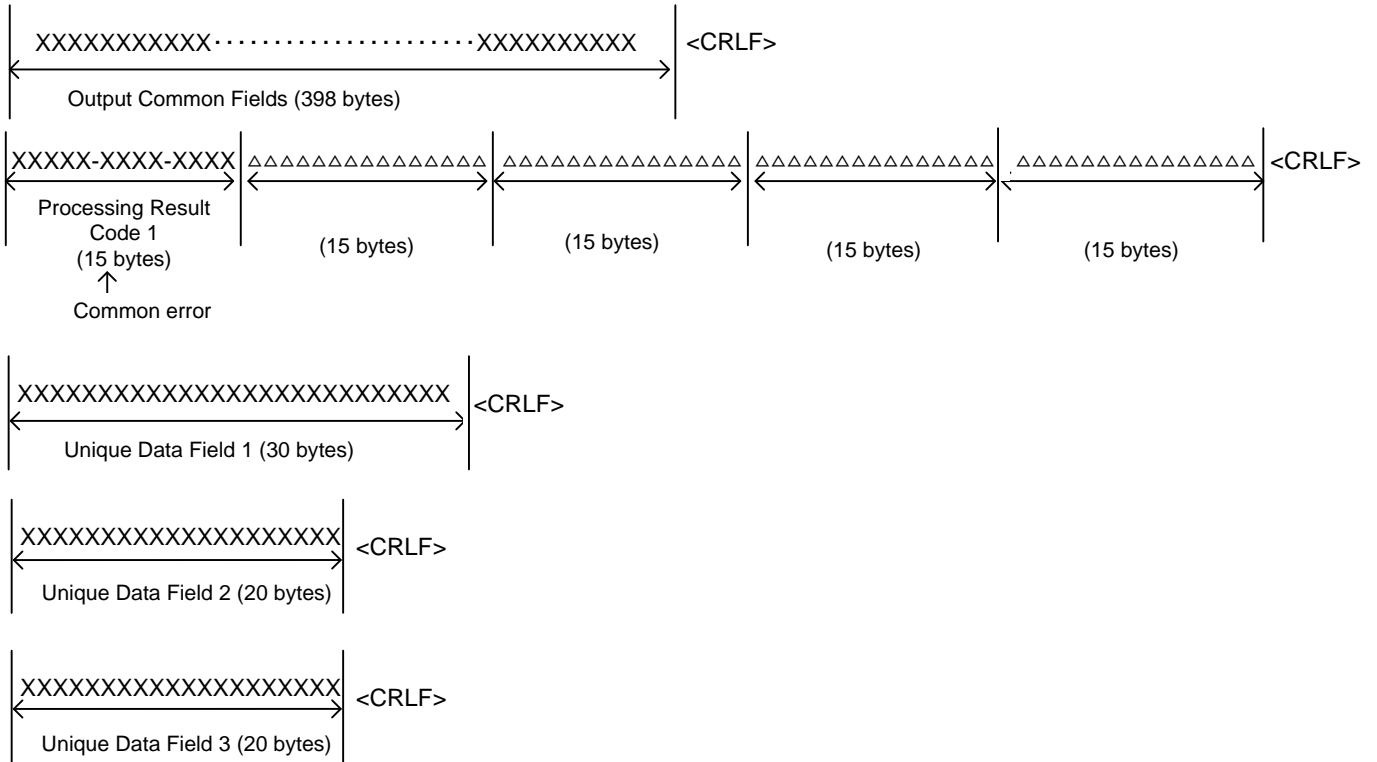 XXXXXXXXXXX······················XXXXXXXXXX <CRLF>
Output Common Fields (398 bytes)
XXXXX-XXXX-XXXX △△△△△△△△△△△△△△△ △△△△△△△△△△△△△△△ △△△△△△△△△△△△△△△ △△△△△△△△△△△△△△△ <CRLF>
Processing Result
Code 1
(15 bytes) (15 bytes) (15 bytes) (15 bytes) (15 bytes)
Common error
XXXXXXXXXXXXXXXXXXXXXXXXXXX <CRLF>
Unique Data Field 1 (30 bytes)
XXXXXXXXXXXXXXXXXXXX <CRLF>
Unique Data Field 2 (20 bytes)
XXXXXXXXXXXXXXXXXXXX <CRLF>
Unique Data Field 3 (20 bytes)